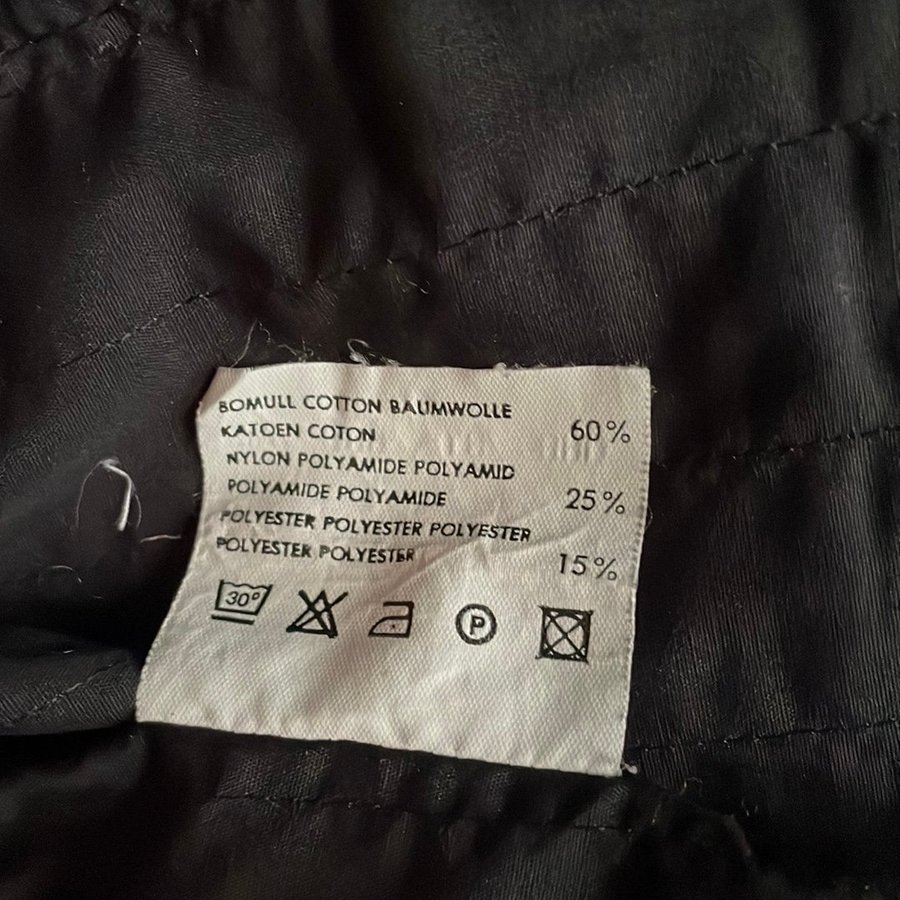 BOMULL COTTON BAUMWOLLE
KATOEN COTON 60%
NYLON POLYAMIDE POLYAMID
POLYAMIDE POLYAMIDE 25%
POLYESTER POLYESTER POLYESTER
POLYESTER POLYESTER 15%
30° P